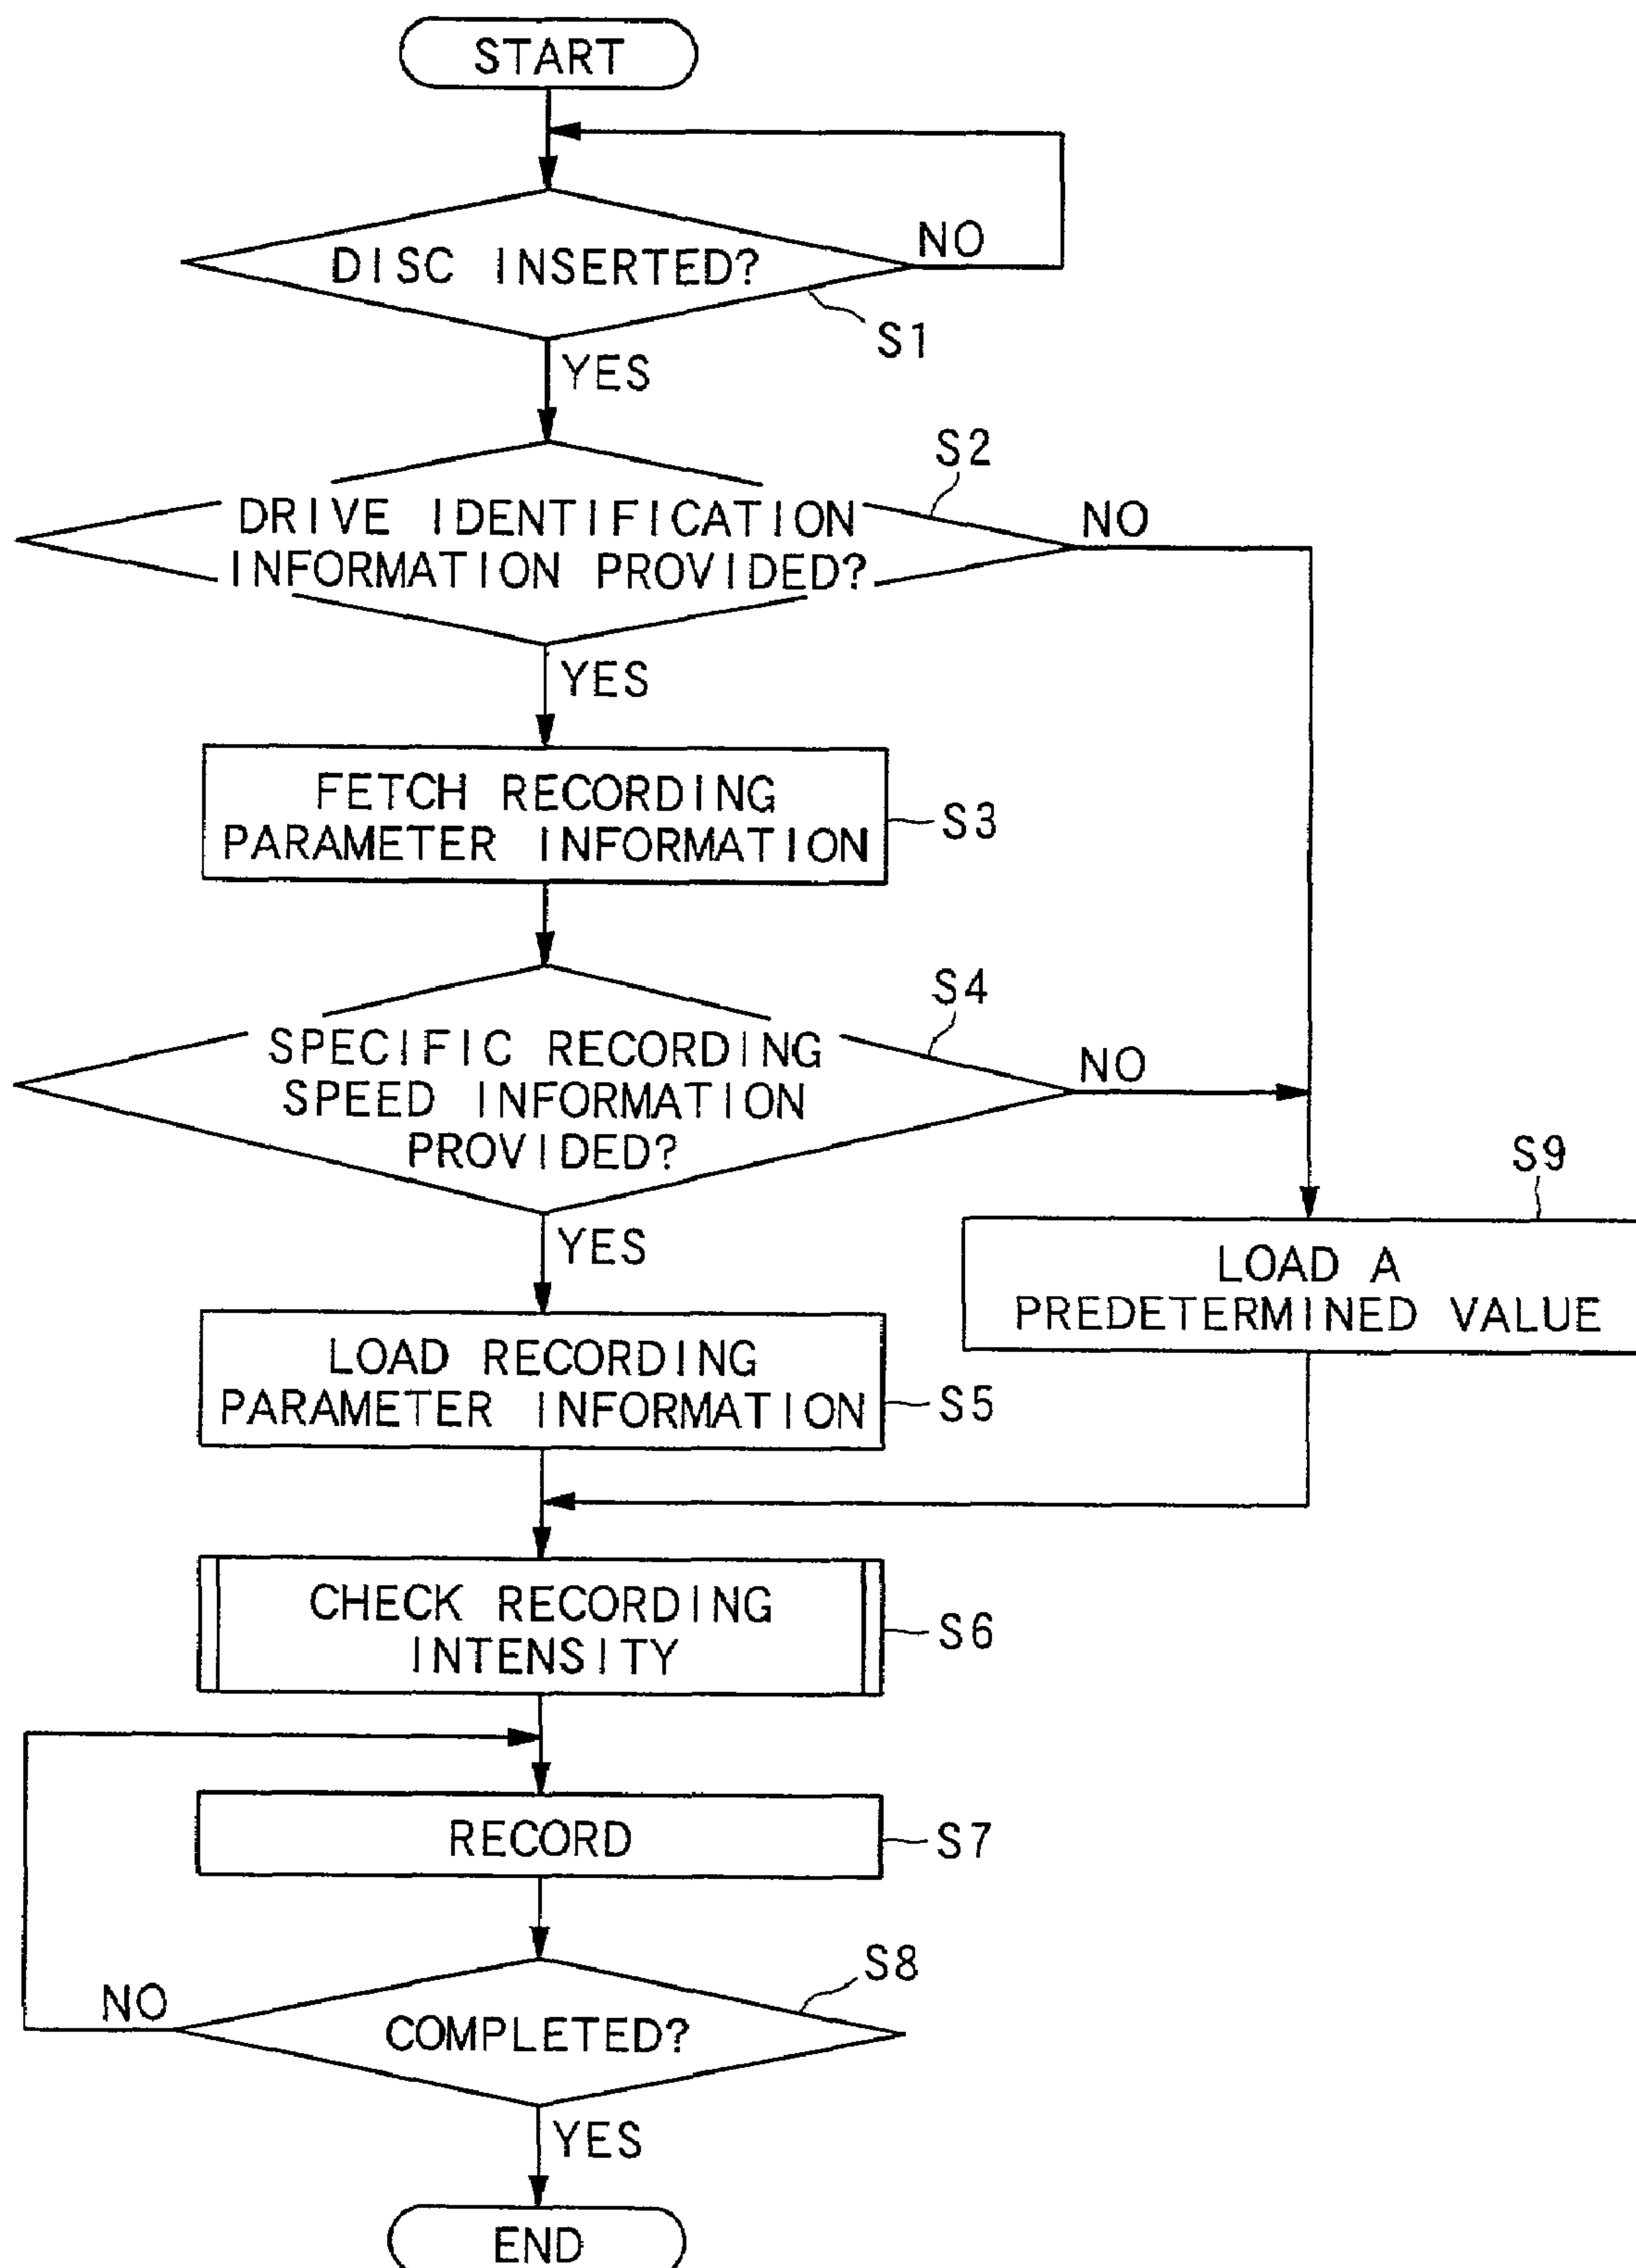 START
DISC INSERTED?
NO
S1
YES
S2
DRIVE IDENTIFICATION
INFORMATION PROVIDED?
NO
YES
FETCH RECORDING
PARAMETER INFORMATION
S3
S4
SPECIFIC RECORDING
SPEED INFORMATION
PROVIDED?
NO
YES
S9
LOAD A
PREDETERMINED VALUE
LOAD RECORDING
PARAMETER INFORMATION
S5
CHECK RECORDING
INTENSITY
S6
RECORD
S7
S8
COMPLETED?
NO
YES
END